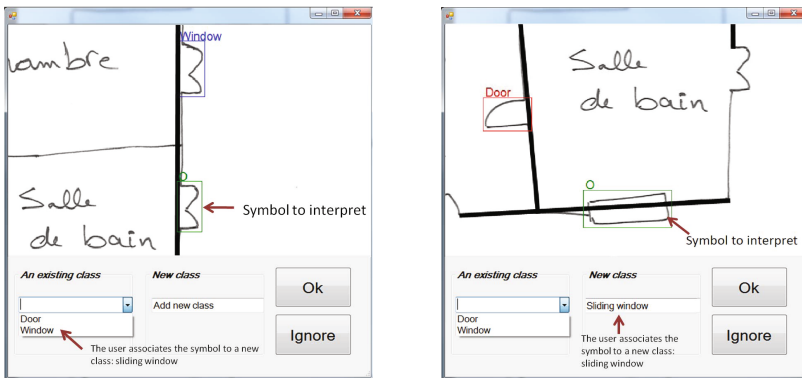 Window
chambre
O
Salle
de bain
Symbol to interpret
An existing class
New class
Add new class
Ok
Door
Window
Ignore
The user associates the symbol to a new
class: sliding window
Salle
de bain
Door
O
Symbol to interpret
An existing class
New class
Sliding window
Ok
Door
Window
Ignore
The user associates the
symbol to a new class:
sliding window